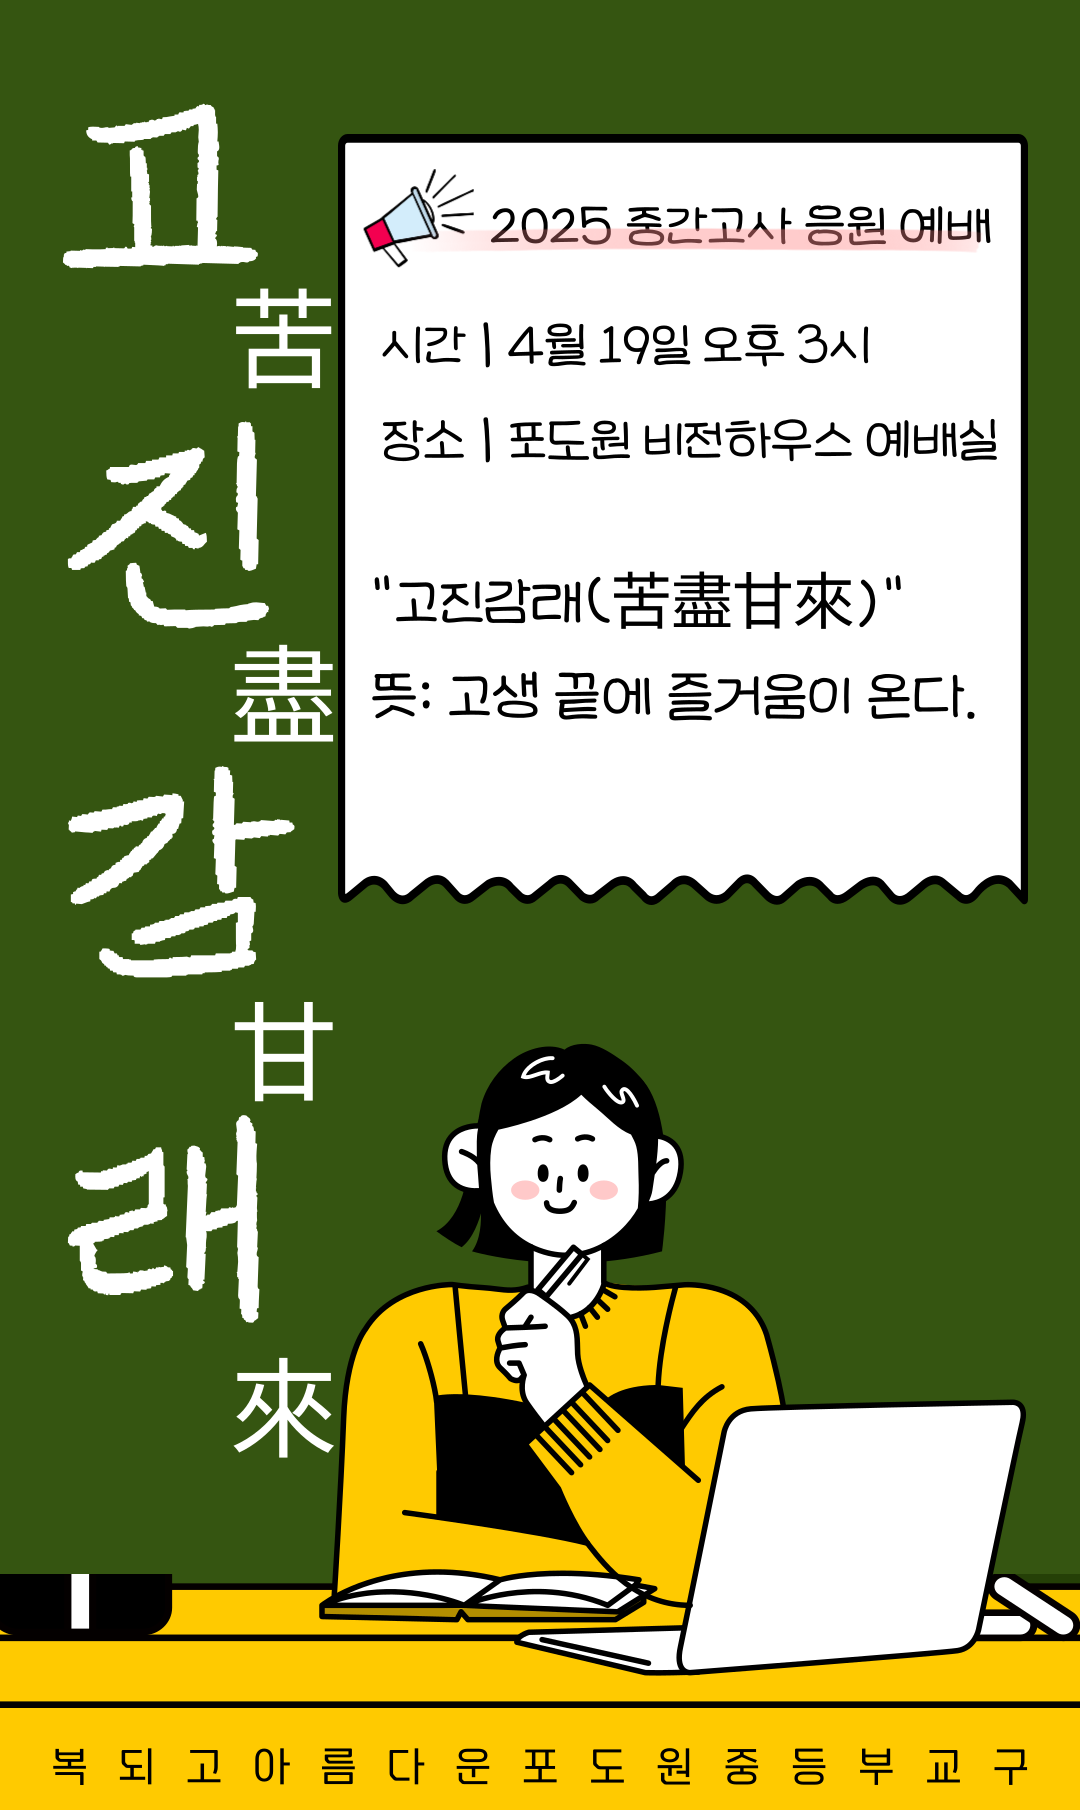 고
苦
진
盡
감
甘
래
來
2025 중간고사 응원 예배
시간 | 4월 19일 오후 3시
장소 | 포도원 비전하우스 예배실
"고진감래(苦盡甘來)"
뜻: 고생 끝에 즐거움이 온다.
복되고아름다운포도원중등부교구